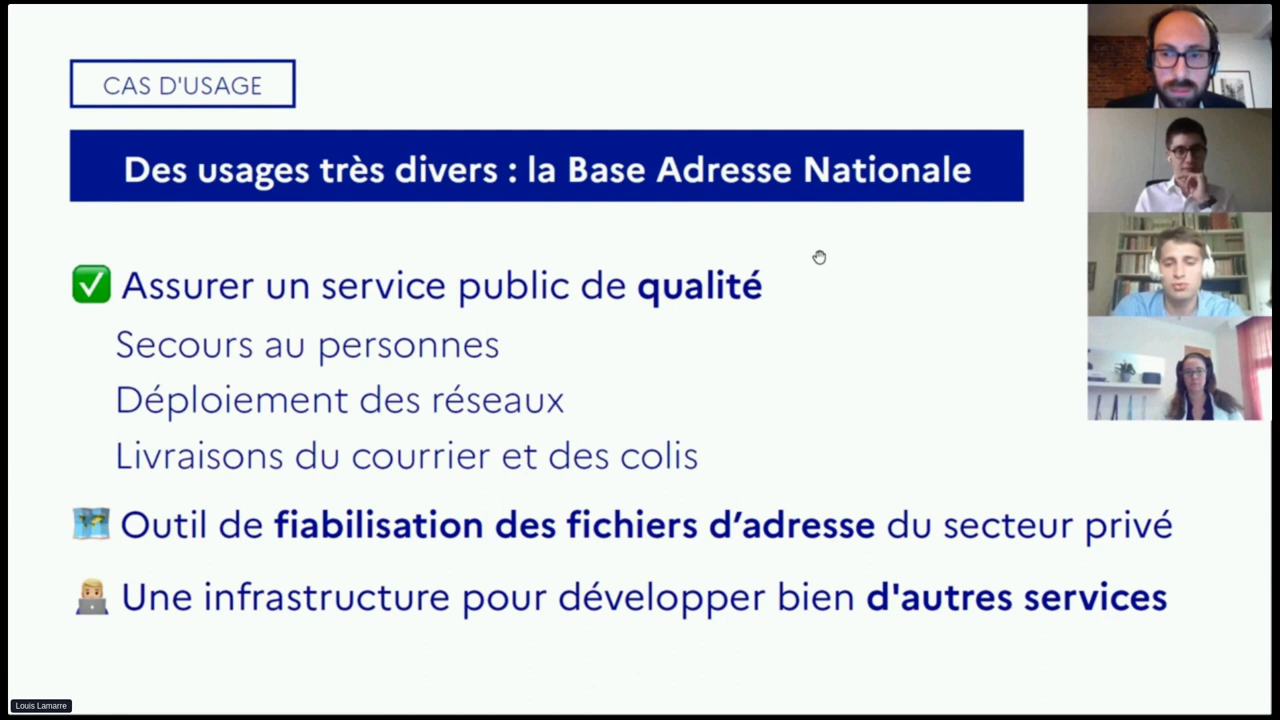 CAS D'USAGE
Des usages très divers : la Base Adresse Nationale
Assurer un service public de qualité
Secours au personnes
Déploiement des réseaux
Livraisons du courrier et des colis
Outil de fiabilisation des fichiers d’adresse du secteur privé
Une infrastructure pour développer bien d'autres services
Louis Lamarre